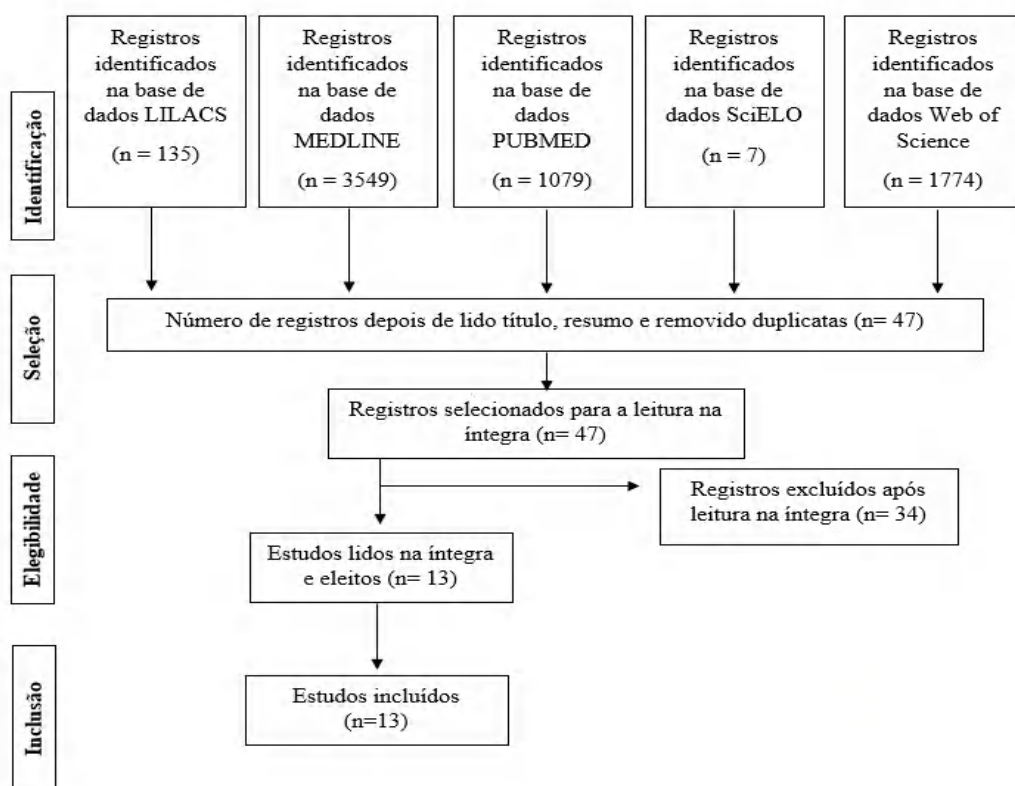 Registros
identificados
na base de
dados LILACS
(n = 135)
Registros
identificados
na base de
dados
MEDLINE
(n = 3549)
Registros
identificados
na base de
dados
PUBMED
(n = 1079)
Registros
identificados
na base de
dados SciELO
(n = 7)
Registros
identificados
na base de
dados Web of
Science
(n = 1774)
Identificação
Número de registros depois de lido título, resumo e removido duplicatas (n= 47)
Seleção
Registros selecionados para a leitura na
íntegra (n= 47)
Registros excluídos após
leitura na íntegra (n= 34)
Elegibilidade
Estudos lidos na íntegra
e eleitos (n= 13)
Estudos incluídos
(n=13)
Inclusão